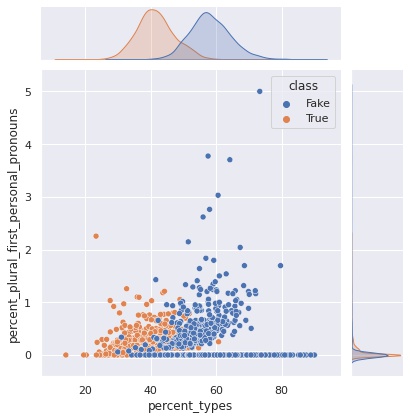 class
Fake
True
5
4
3
2
1
0
percent_plural_first_personal_pronouns
20
40
60
80
percent_types